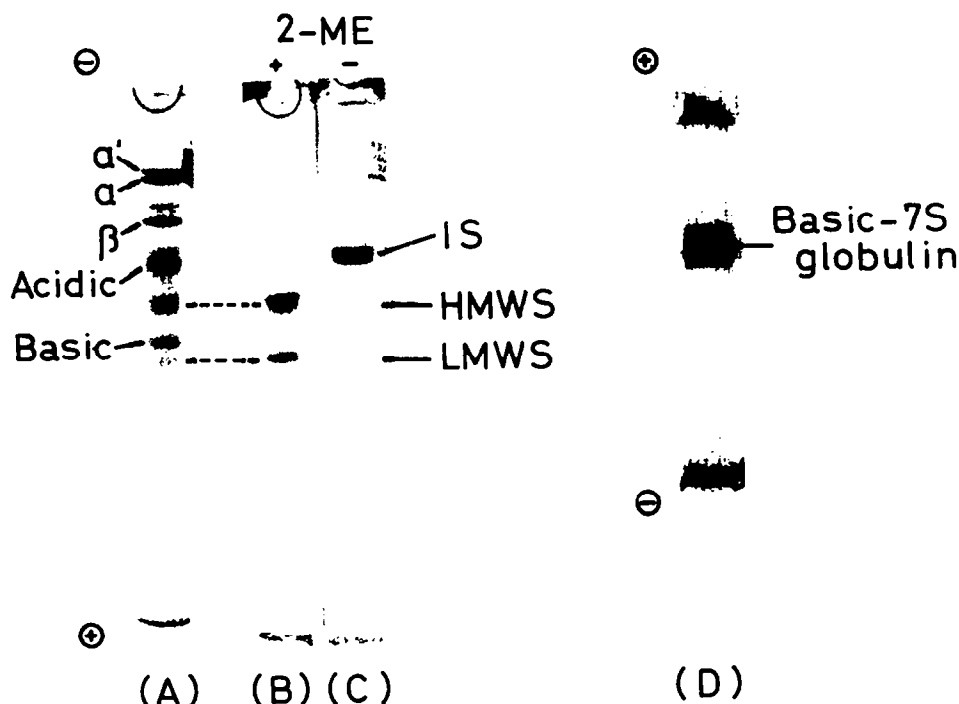 2-ME
⊖ + − ⊕
α'
α
β
IS
Basic-7S
globulin
Acidic
HMWS
Basic
LMWS
⊖
⊕
(A) (B) (C) (D)